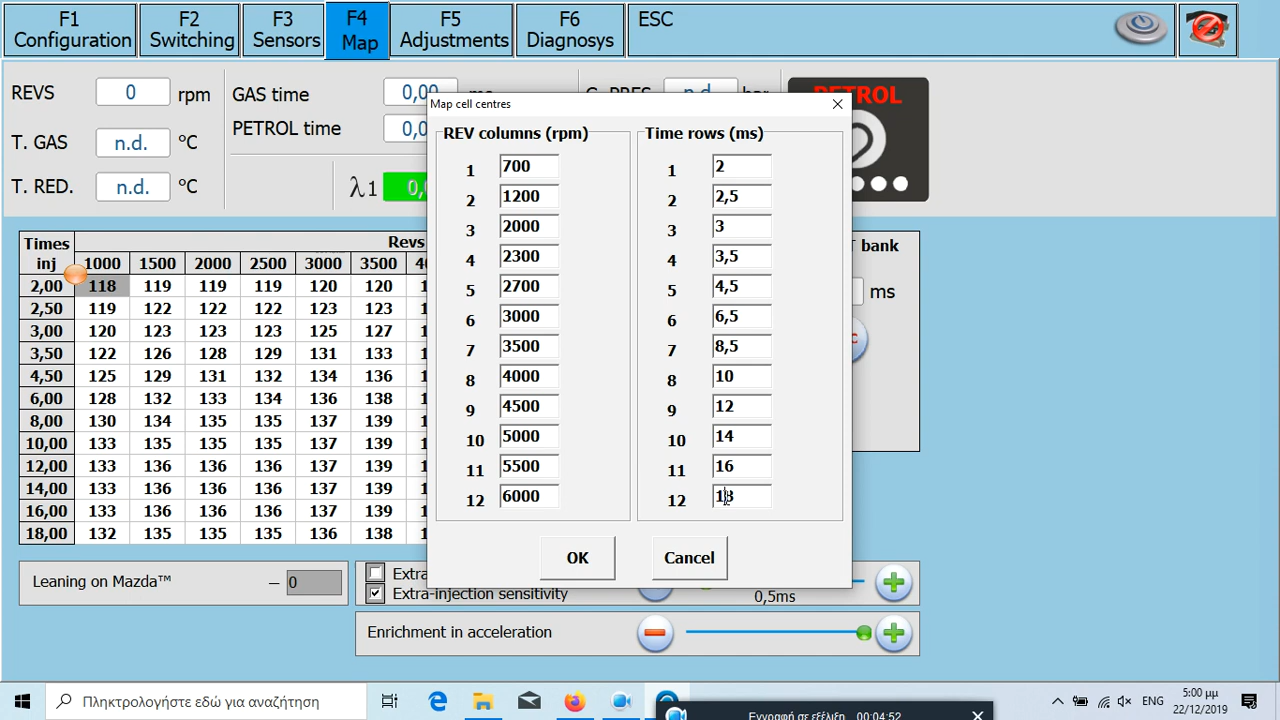 F1 F2 F3 F4 F5 F6 ESC
Configuration Switching Sensors Map Adjustments Diagnosys
REVS 0 rpm GAS time 0,00
T. GAS n.d. °C PETROL time
T. RED. n.d. °C λ1
PETROL
Map cell centres
REV columns (rpm) Time rows (ms)
1 700 1 2
2 1200 2 2,5
3 2000 3 3
4 2300 4 3,5
5 2700 5 4,5
6 3000 6 6,5
7 3500 7 8,5
8 4000 8 10
9 4500 9 12
10 5000 10 14
11 5500 11 16
12 6000 12 18
OK Cancel
Times Revs
inj 1000 1500 2000 2500 3000 3500
2,00 118 119 119 119 120 120
2,50 119 122 122 122 123 123
3,00 120 123 123 123 125 127
3,50 122 126 128 129 131 133
4,50 125 129 131 132 134 136
6,00 128 132 133 134 136 138
8,00 130 134 135 135 137 139
10,00 133 135 135 135 137 139
12,00 133 136 136 136 137 139
14,00 133 136 136 136 137 139
16,00 133 136 136 136 137 139
18,00 132 135 135 135 136 138
bank
ms
Leaning on Mazda™ – 0
Extra-injection sensitivity
0,5ms
Enrichment in acceleration
Πληκτρολογήστε εδώ για αναζήτηση
Εγγραφή σε εξέλιξη 00:04:52
ENG 5:00 μμ
22/12/2019